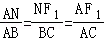 AN/AB = NF₁/BC = AF₁/AC